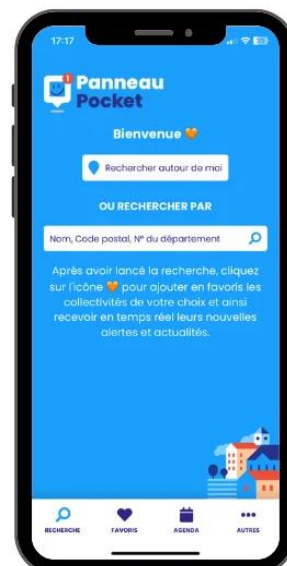 17:17
1
Panneau
Pocket
Bienvenue 🧡
Rechercher autour de moi
OU RECHERCHER PAR
Nom, Code postal, N° du département
Après avoir lancé la recherche, cliquez
sur l'icône 🧡 pour ajouter en favoris les
collectivités de votre choix et ainsi
recevoir en temps réel leurs nouvelles
alertes et actualités.
RECHERCHE FAVORIS AGENDA AUTRES